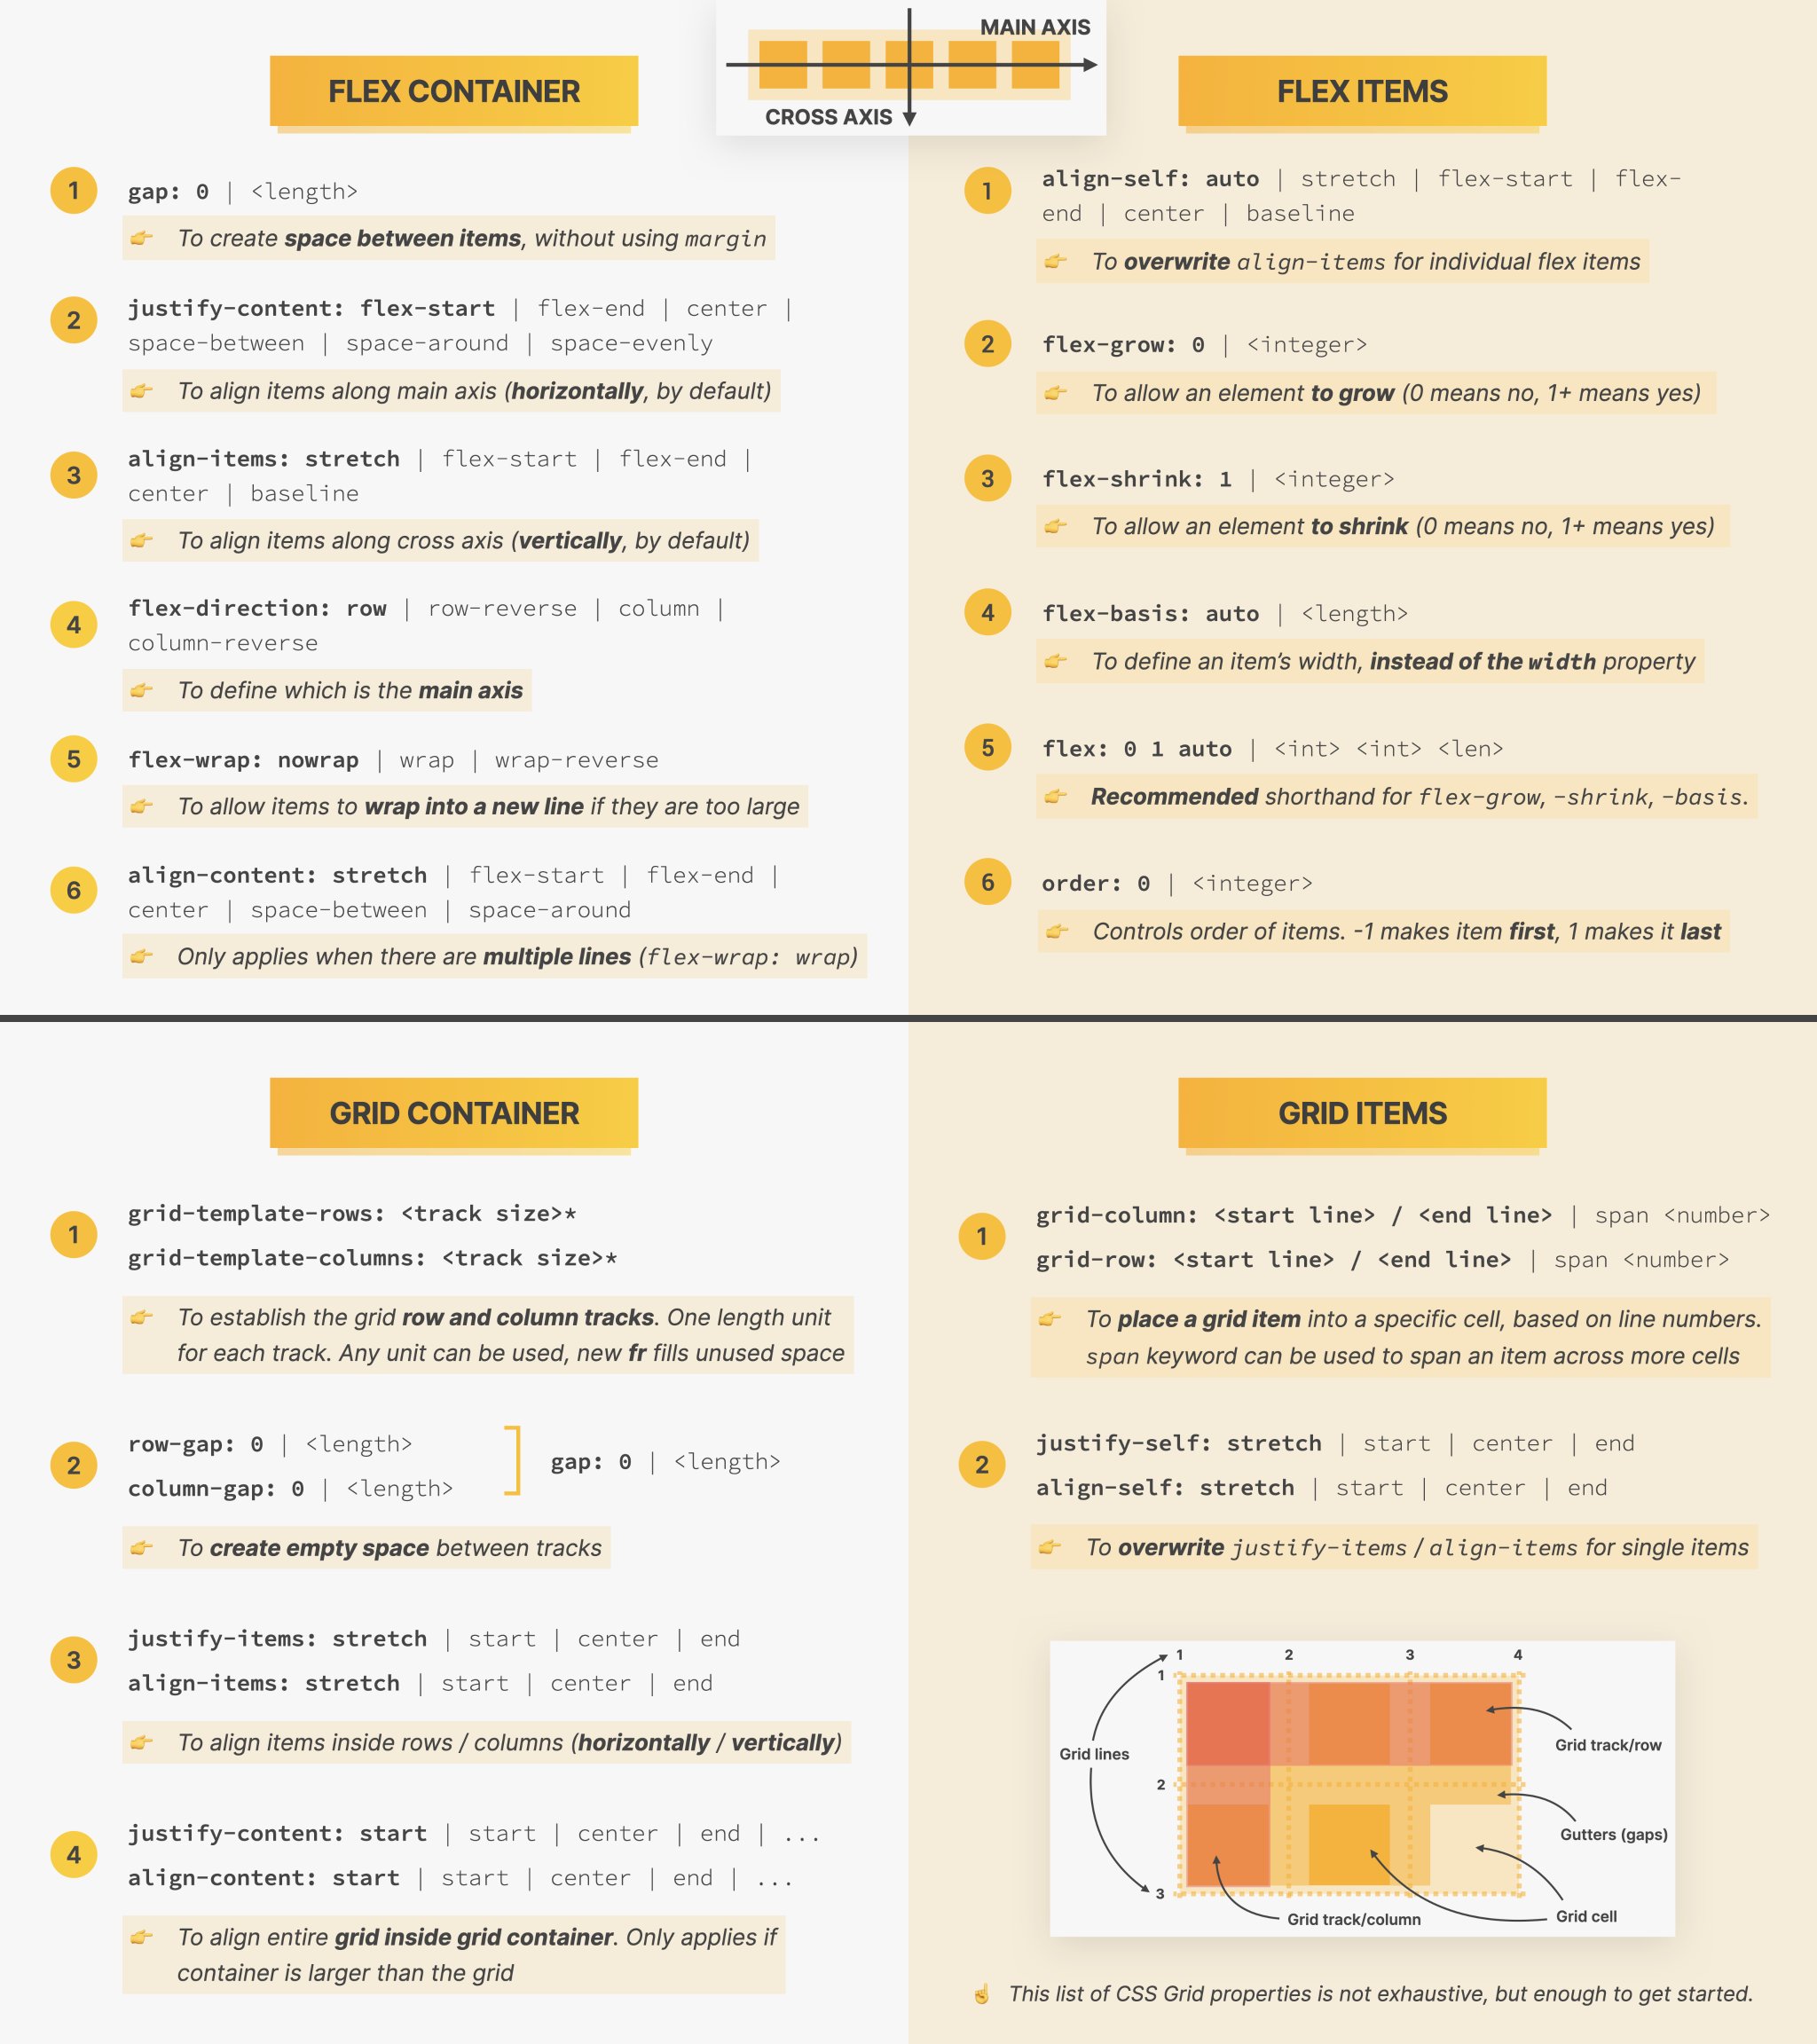 MAIN AXIS
CROSS AXIS
FLEX CONTAINER
1
gap: 0 | <length>
👉 To create space between items, without using margin
2
justify-content: flex-start | flex-end | center |
space-between | space-around | space-evenly
👉 To align items along main axis (horizontally, by default)
3
align-items: stretch | flex-start | flex-end |
center | baseline
👉 To align items along cross axis (vertically, by default)
4
flex-direction: row | row-reverse | column |
column-reverse
👉 To define which is the main axis
5
flex-wrap: nowrap | wrap | wrap-reverse
👉 To allow items to wrap into a new line if they are too large
6
align-content: stretch | flex-start | flex-end |
center | space-between | space-around
👉 Only applies when there are multiple lines (flex-wrap: wrap)
FLEX ITEMS
1
align-self: auto | stretch | flex-start | flex-
end | center | baseline
👉 To overwrite align-items for individual flex items
2
flex-grow: 0 | <integer>
👉 To allow an element to grow (0 means no, 1+ means yes)
3
flex-shrink: 1 | <integer>
👉 To allow an element to shrink (0 means no, 1+ means yes)
4
flex-basis: auto | <length>
👉 To define an item’s width, instead of the width property
5
flex: 0 1 auto | <int> <int> <len>
👉 Recommended shorthand for flex-grow, -shrink, -basis.
6
order: 0 | <integer>
👉 Controls order of items. -1 makes item first, 1 makes it last
GRID CONTAINER
1
grid-template-rows: <track size>*
grid-template-columns: <track size>*
👉 To establish the grid row and column tracks. One length unit
for each track. Any unit can be used, new fr fills unused space
2
row-gap: 0 | <length>
column-gap: 0 | <length>
gap: 0 | <length>
👉 To create empty space between tracks
3
justify-items: stretch | start | center | end
align-items: stretch | start | center | end
👉 To align items inside rows / columns (horizontally / vertically)
4
justify-content: start | start | center | end | ...
align-content: start | start | center | end | ...
👉 To align entire grid inside grid container. Only applies if
container is larger than the grid
GRID ITEMS
1
grid-column: <start line> / <end line> | span <number>
grid-row: <start line> / <end line> | span <number>
👉 To place a grid item into a specific cell, based on line numbers.
span keyword can be used to span an item across more cells
2
justify-self: stretch | start | center | end
align-self: stretch | start | center | end
👉 To overwrite justify-items / align-items for single items
1 2 3 4
1
Grid track/row
Grid lines
2
Gutters (gaps)
3
Grid cell
Grid track/column
☝️ This list of CSS Grid properties is not exhaustive, but enough to get started.